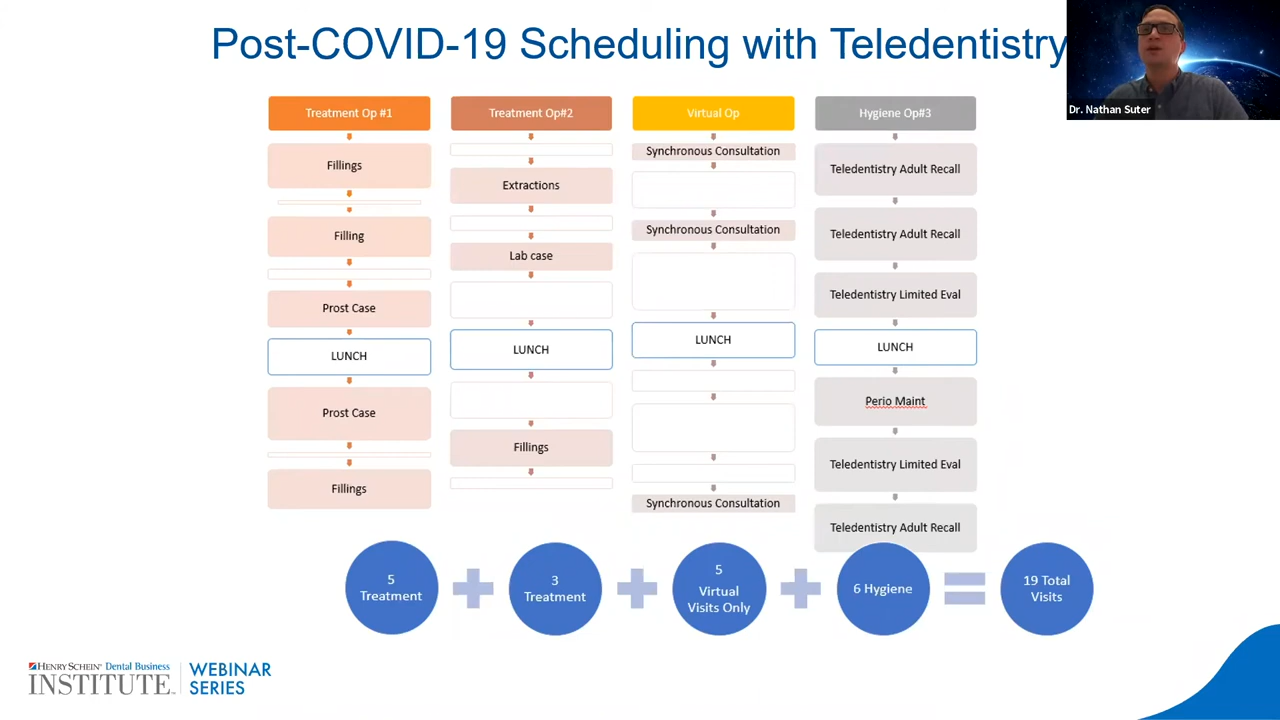 Post-COVID-19 Scheduling with Teledentistry
Dr. Nathan Suter
Treatment Op #1
Fillings
Filling
Prost Case
LUNCH
Prost Case
Fillings
Treatment Op#2
Extractions
Lab case
LUNCH
Fillings
Virtual Op
Synchronous Consultation
Synchronous Consultation
LUNCH
Synchronous Consultation
Hygiene Op#3
Teledentistry Adult Recall
Teledentistry Adult Recall
Teledentistry Limited Eval
LUNCH
Perio Maint
Teledentistry Limited Eval
Teledentistry Adult Recall
5
Treatment
3
Treatment
5
Virtual
Visits Only
6 Hygiene
19 Total
Visits
HENRY SCHEIN® Dental Business
INSTITUTE™
WEBINAR
SERIES